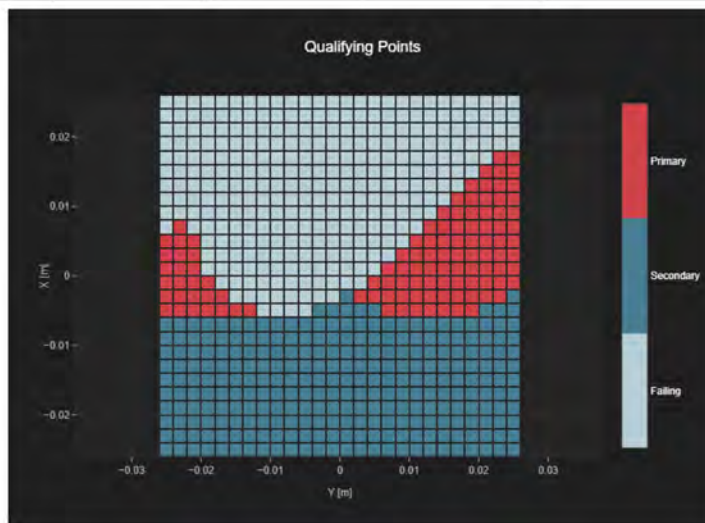 Qualifying Points
0.02
0.01
0
−0.01
−0.02
X [m]
−0.03
−0.02
−0.01
0
0.01
0.02
0.03
Y [m]
Primary
Secondary
Failing